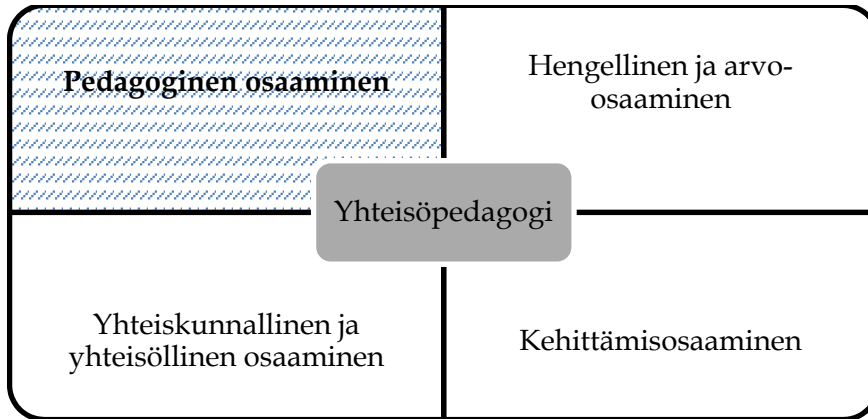 Pedagoginen osaaminen
Hengellinen ja arvo-
osaaminen
Yhteisöpedagogi
Yhteiskunnallinen ja
yhteisöllinen osaaminen
Kehittämisosaaminen